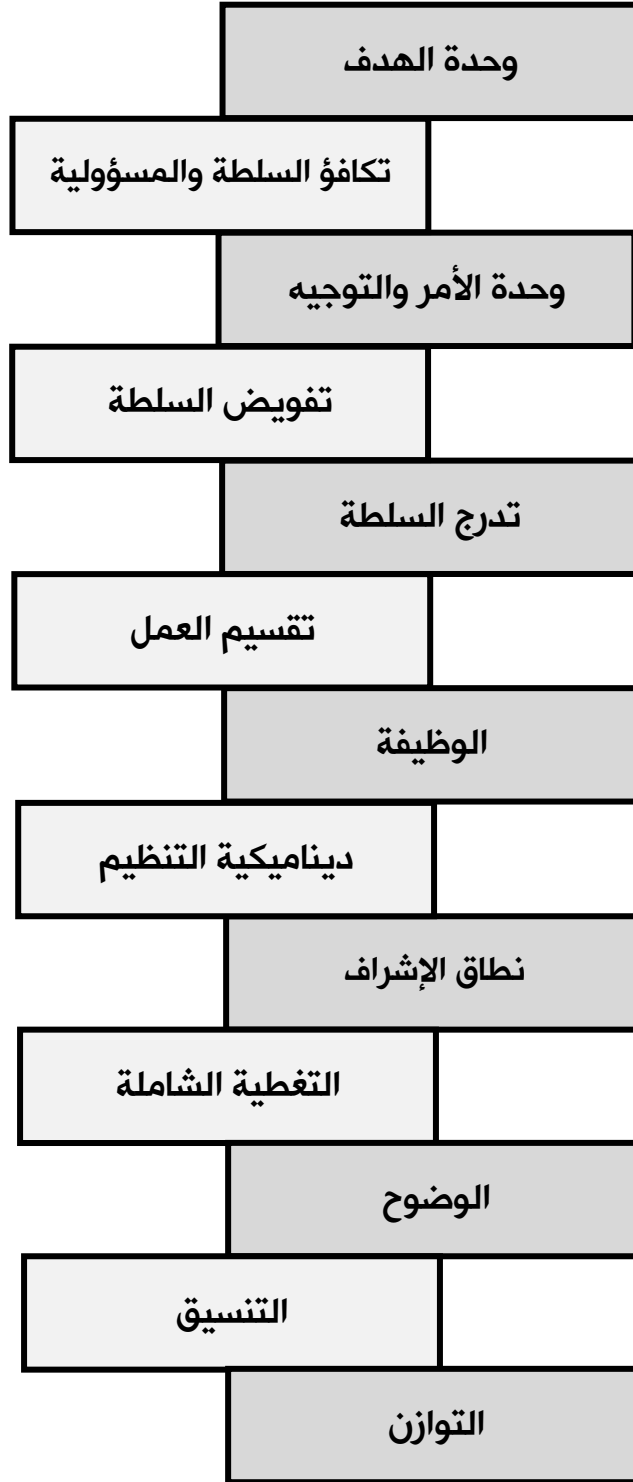 وحدة الهدف
تكافؤ السلطة والمسؤولية
وحدة الأمر والتوجيه
تفويض السلطة
تدرج السلطة
تقسيم العمل
الوظيفة
ديناميكية التنظيم
نطاق الإشراف
التغطية الشاملة
الوضوح
التنسيق
التوازن